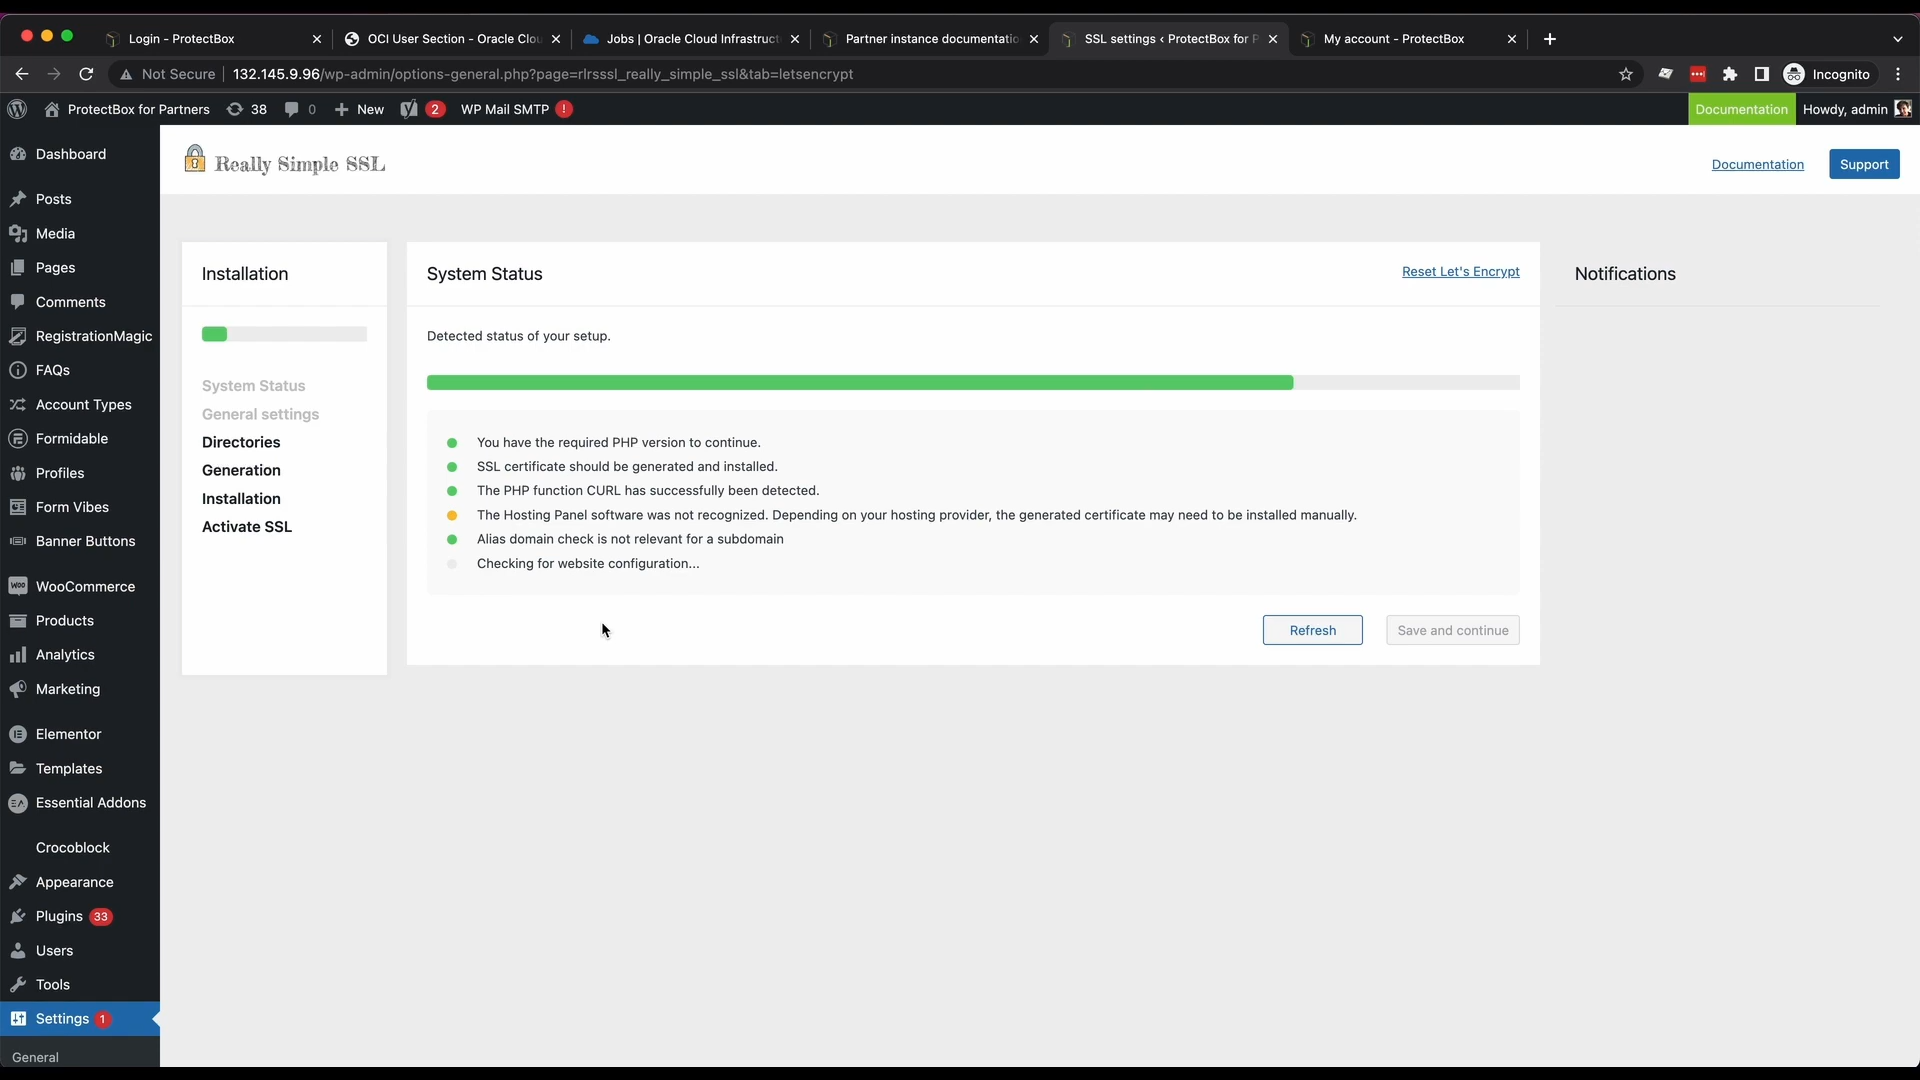 Login - ProtectBox
OCI User Section - Oracle Clou
Jobs | Oracle Cloud Infrastruct
Partner instance documentatio
SSL settings ‹ ProtectBox for P
My account - ProtectBox
Not Secure
132.145.9.96/wp-admin/options-general.php?page=rlrsssl_really_simple_ssl&tab=letsencrypt
Incognito
ProtectBox for Partners
38
0
New
2
WP Mail SMTP !
Documentation
Howdy, admin
Dashboard
Posts
Media
Pages
Comments
RegistrationMagic
FAQs
Account Types
Formidable
Profiles
Form Vibes
Banner Buttons
WooCommerce
Products
Analytics
Marketing
Elementor
Templates
Essential Addons
Crocoblock
Appearance
Plugins 33
Users
Tools
Settings 1
General
Really Simple SSL
Documentation
Support
Installation
System Status
General settings
Directories
Generation
Installation
Activate SSL
System Status
Reset Let's Encrypt
Detected status of your setup.
You have the required PHP version to continue.
SSL certificate should be generated and installed.
The PHP function CURL has successfully been detected.
The Hosting Panel software was not recognized. Depending on your hosting provider, the generated certificate may need to be installed manually.
Alias domain check is not relevant for a subdomain
Checking for website configuration...
Refresh
Save and continue
Notifications